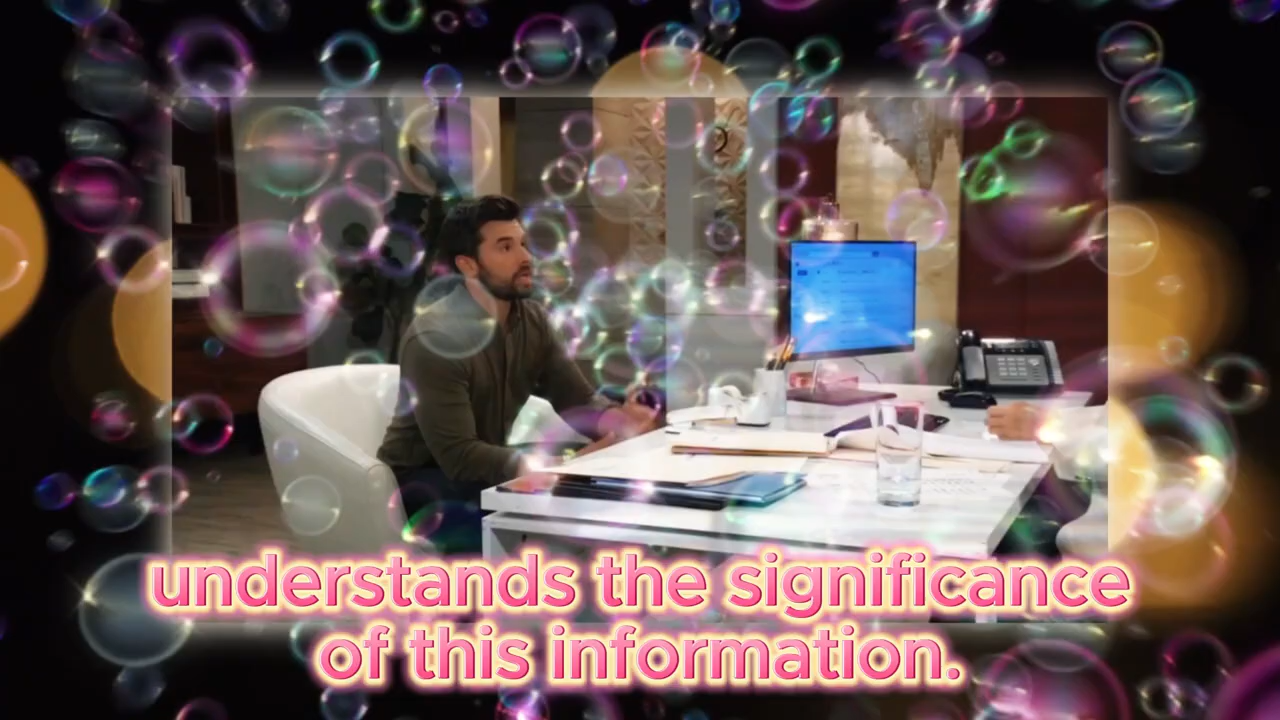 understands the significance
of this information.